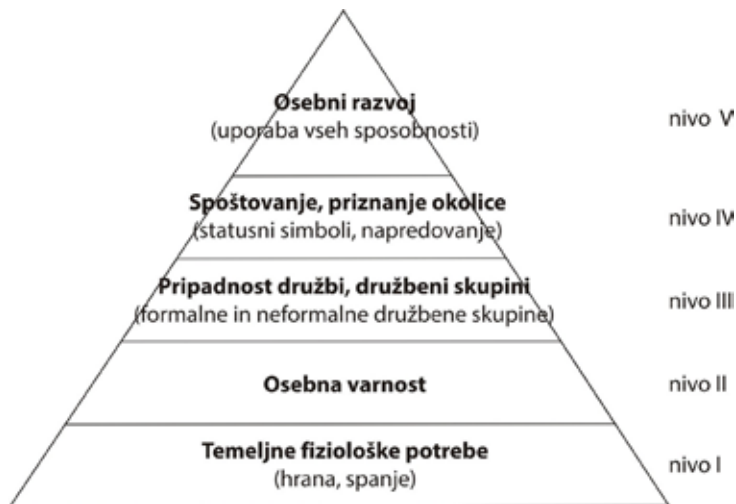 Osebni razvoj
(uporaba vseh sposobnosti)
nivo V
Spoštovanje, priznanje okolice
(statusni simboli, napredovanje)
nivo IV
Pripadnost družbi, družbeni skupini
(formalne in neformalne družbene skupine)
nivo III
Osebna varnost
nivo II
Temeljne fiziološke potrebe
(hrana, spanje)
nivo I